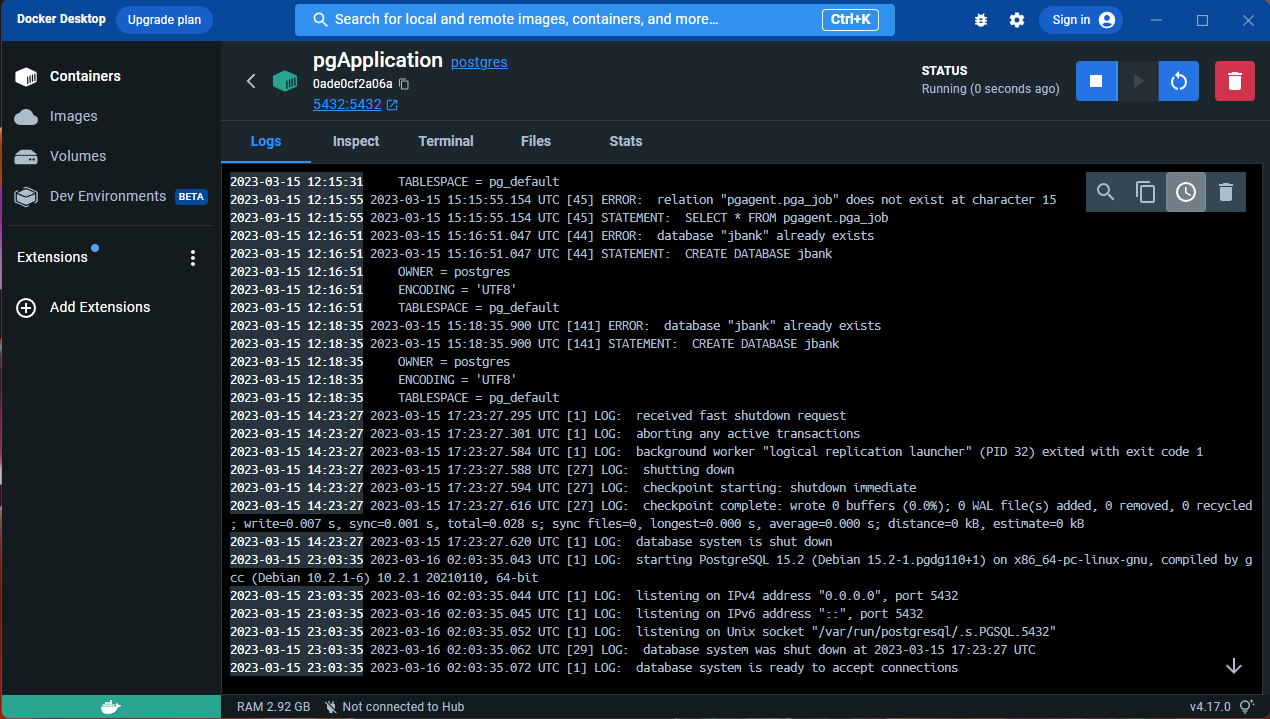 Docker Desktop
Upgrade plan
Search for local and remote images, containers, and more...
Ctrl+K
Sign in
Containers
Images
Volumes
Dev Environments BETA
Extensions
Add Extensions
pgApplication postgres
0ade0cf2a06a
5432:5432
STATUS
Running (0 seconds ago)
Logs
Inspect
Terminal
Files
Stats
2023-03-15 12:15:31     TABLESPACE = pg_default
2023-03-15 12:15:55 2023-03-15 15:15:55.154 UTC [45] ERROR:  relation "pgagent.pga_job" does not exist at character 15
2023-03-15 12:15:55 2023-03-15 15:15:55.154 UTC [45] STATEMENT:  SELECT * FROM pgagent.pga_job
2023-03-15 12:16:51 2023-03-15 15:16:51.047 UTC [44] ERROR:  database "jbank" already exists
2023-03-15 12:16:51 2023-03-15 15:16:51.047 UTC [44] STATEMENT:  CREATE DATABASE jbank
2023-03-15 12:16:51     OWNER = postgres
2023-03-15 12:16:51     ENCODING = 'UTF8'
2023-03-15 12:16:51     TABLESPACE = pg_default
2023-03-15 12:18:35 2023-03-15 15:18:35.900 UTC [141] ERROR:  database "jbank" already exists
2023-03-15 12:18:35 2023-03-15 15:18:35.900 UTC [141] STATEMENT:  CREATE DATABASE jbank
2023-03-15 12:18:35     OWNER = postgres
2023-03-15 12:18:35     ENCODING = 'UTF8'
2023-03-15 12:18:35     TABLESPACE = pg_default
2023-03-15 14:23:27 2023-03-15 17:23:27.295 UTC [1] LOG:  received fast shutdown request
2023-03-15 14:23:27 2023-03-15 17:23:27.301 UTC [1] LOG:  aborting any active transactions
2023-03-15 14:23:27 2023-03-15 17:23:27.584 UTC [1] LOG:  background worker "logical replication launcher" (PID 32) exited with exit code 1
2023-03-15 14:23:27 2023-03-15 17:23:27.588 UTC [27] LOG:  shutting down
2023-03-15 14:23:27 2023-03-15 17:23:27.594 UTC [27] LOG:  checkpoint starting: shutdown immediate
2023-03-15 14:23:27 2023-03-15 17:23:27.616 UTC [27] LOG:  checkpoint complete: wrote 0 buffers (0.0%); 0 WAL file(s) added, 0 removed, 0 recycled
; write=0.007 s, sync=0.001 s, total=0.028 s; sync files=0, longest=0.000 s, average=0.000 s; distance=0 kB, estimate=0 kB
2023-03-15 14:23:27 2023-03-15 17:23:27.620 UTC [1] LOG:  database system is shut down
2023-03-15 23:03:35 2023-03-16 02:03:35.043 UTC [1] LOG:  starting PostgreSQL 15.2 (Debian 15.2-1.pgdg110+1) on x86_64-pc-linux-gnu, compiled by g
cc (Debian 10.2.1-6) 10.2.1 20210110, 64-bit
2023-03-15 23:03:35 2023-03-16 02:03:35.044 UTC [1] LOG:  listening on IPv4 address "0.0.0.0", port 5432
2023-03-15 23:03:35 2023-03-16 02:03:35.045 UTC [1] LOG:  listening on IPv6 address "::", port 5432
2023-03-15 23:03:35 2023-03-16 02:03:35.052 UTC [1] LOG:  listening on Unix socket "/var/run/postgresql/.s.PGSQL.5432"
2023-03-15 23:03:35 2023-03-16 02:03:35.062 UTC [29] LOG:  database system was shut down at 2023-03-15 17:23:27 UTC
2023-03-15 23:03:35 2023-03-16 02:03:35.072 UTC [1] LOG:  database system is ready to accept connections
RAM 2.92 GB
Not connected to Hub
v4.17.0